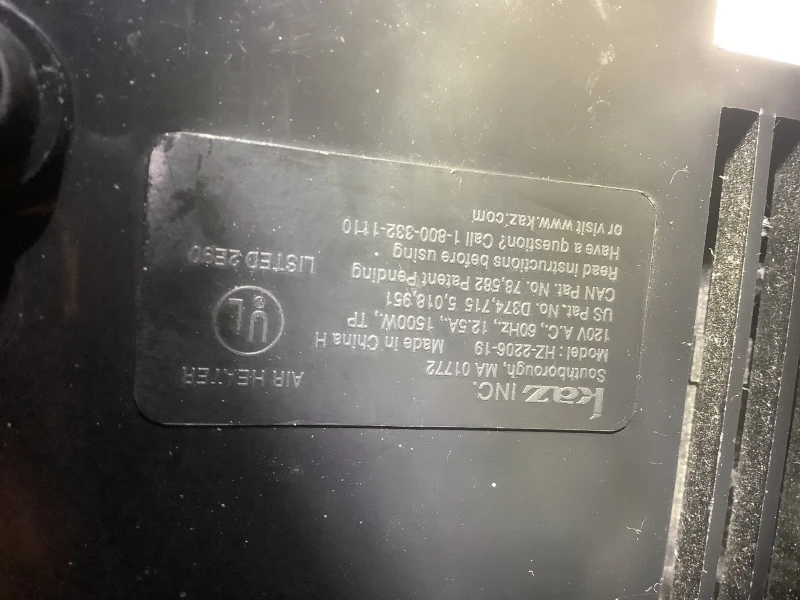 kaz INC.
Southborough, MA 01772
Model : HZ-2206-19 Made in China H
120V A.C., 60HZ, 12.5A., 1500W, TP
US Pat. No. D374,715 5,018,951
CAN Pat. No. 78,582 Patent Pending
Read instructions before using
Have a question? Call 1-800-332-1110
or visit www.kaz.com
AIR HEATER
UL
LISTED 2E90